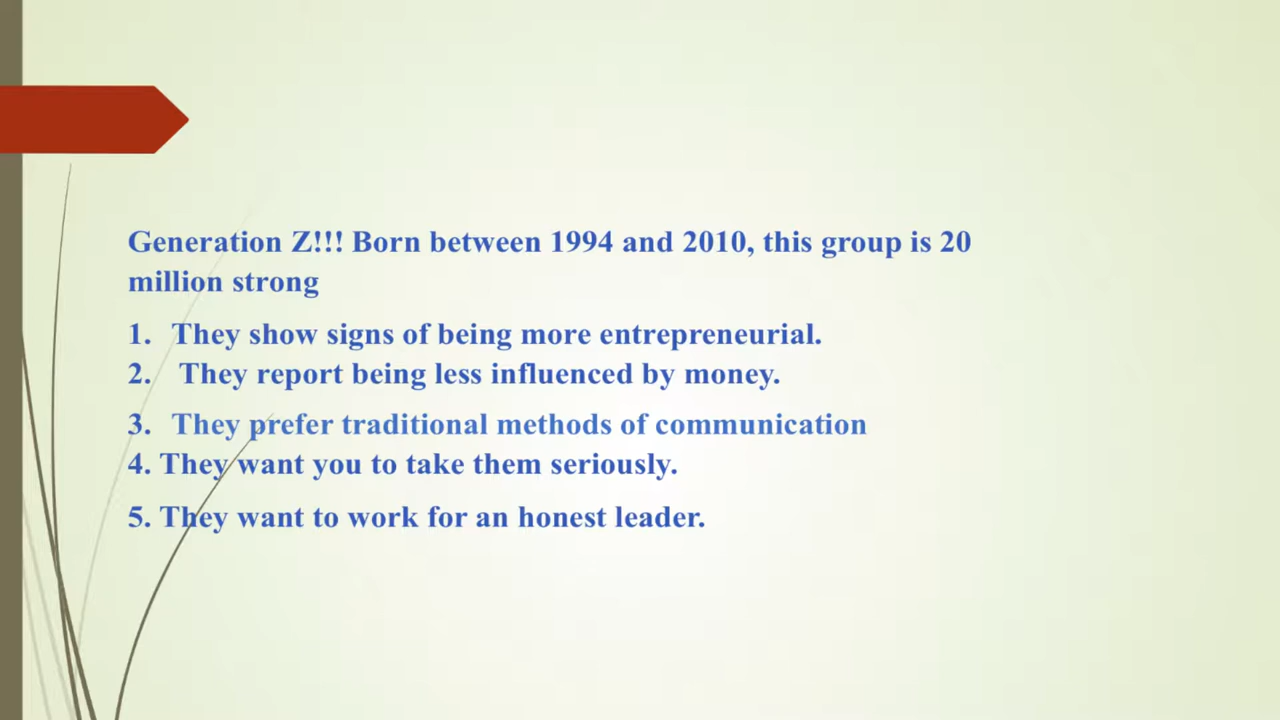 Generation Z!!! Born between 1994 and 2010, this group is 20
million strong
1. They show signs of being more entrepreneurial.
2. They report being less influenced by money.
3. They prefer traditional methods of communication
4. They want you to take them seriously.
5. They want to work for an honest leader.